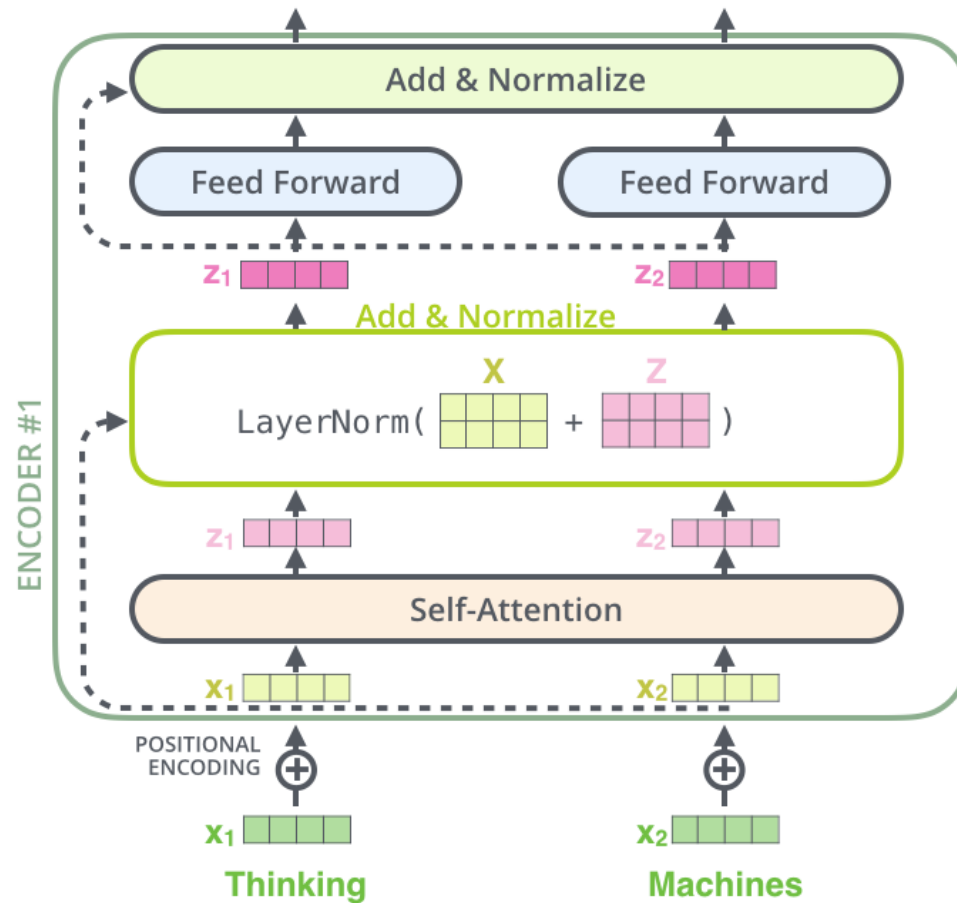 Add & Normalize
Feed Forward
Feed Forward
z₁
z₂
Add & Normalize
X
Z
LayerNorm( + )
ENCODER #1
z₁
z₂
Self-Attention
x₁
x₂
POSITIONAL
ENCODING
+
+
x₁
x₂
Thinking
Machines